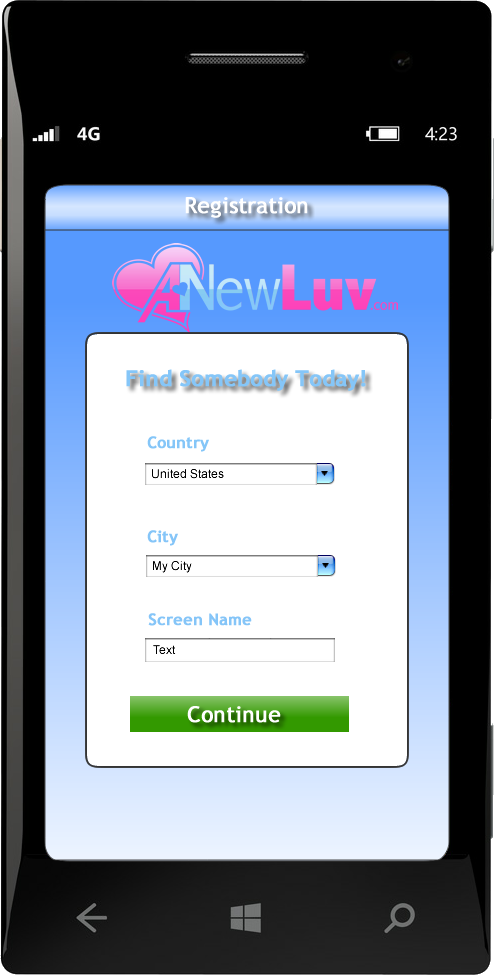 4G 4:23
Registration
ANewLuv.com
Find Somebody Today!
Country
United States
City
My City
Screen Name
Text
Continue